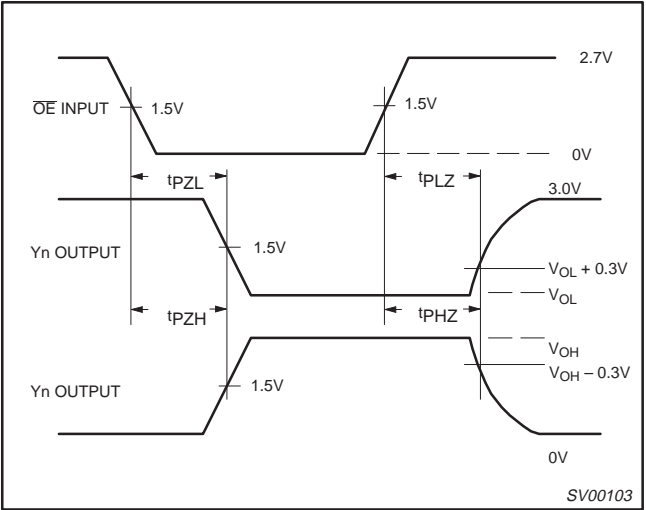 2.7V
O̅E̅ INPUT
1.5V
1.5V
0V
tPZL
tPLZ
3.0V
Yn OUTPUT
1.5V
VOL + 0.3V
VOL
tPZH
tPHZ
VOH
VOH – 0.3V
Yn OUTPUT
1.5V
0V
SV00103